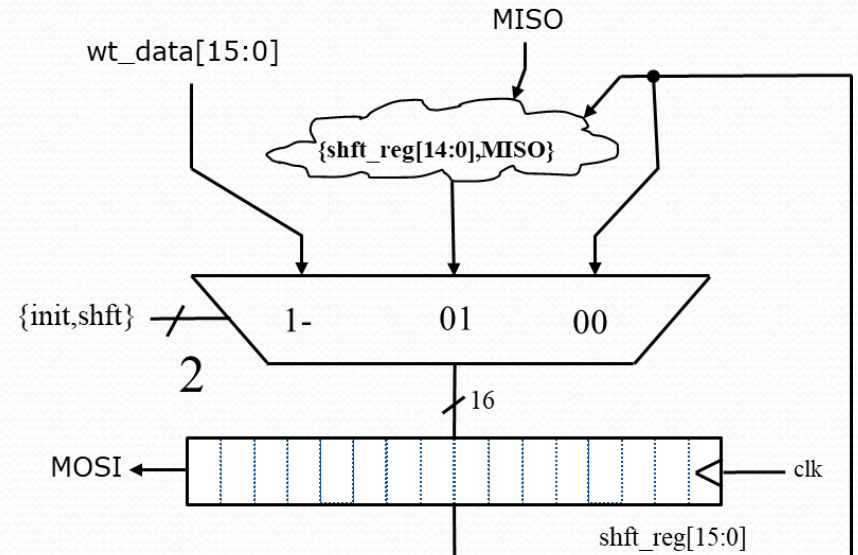 MISO
wt_data[15:0]
{shft_reg[14:0],MISO}
{init,shft}
1-
01
00
2
16
MOSI
clk
shft_reg[15:0]